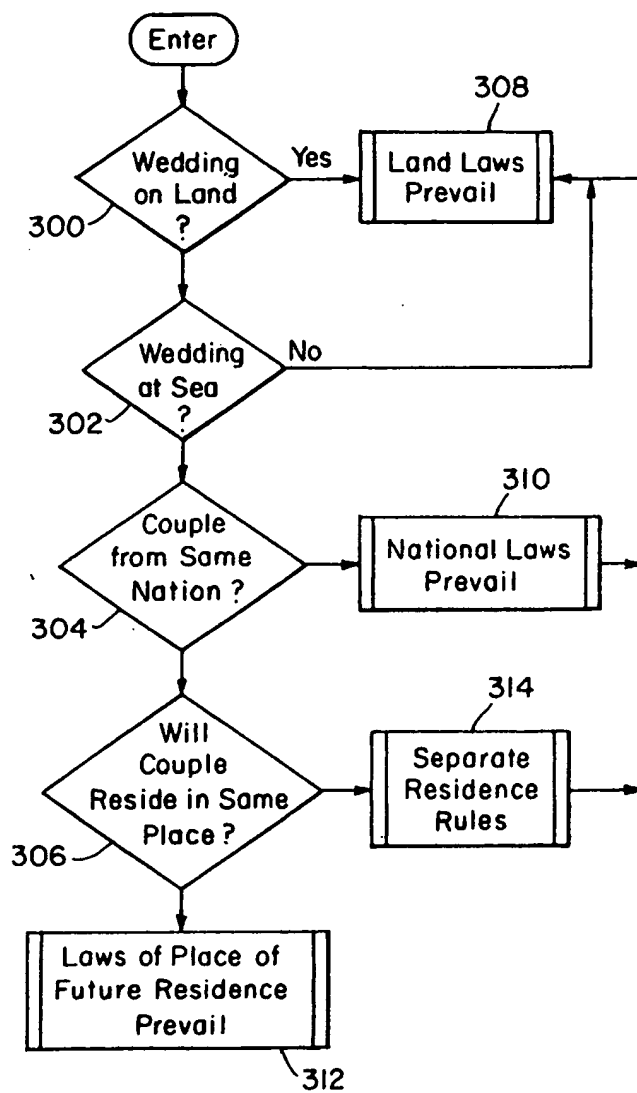 Enter
Wedding
on Land
?
300
Yes
308
Land Laws
Prevail
Wedding
at Sea
?
302
No
Couple
from Same
Nation ?
304
310
National Laws
Prevail
Will
Couple
Reside in Same
Place ?
306
314
Separate
Residence
Rules
Laws of Place of
Future Residence
Prevail
312